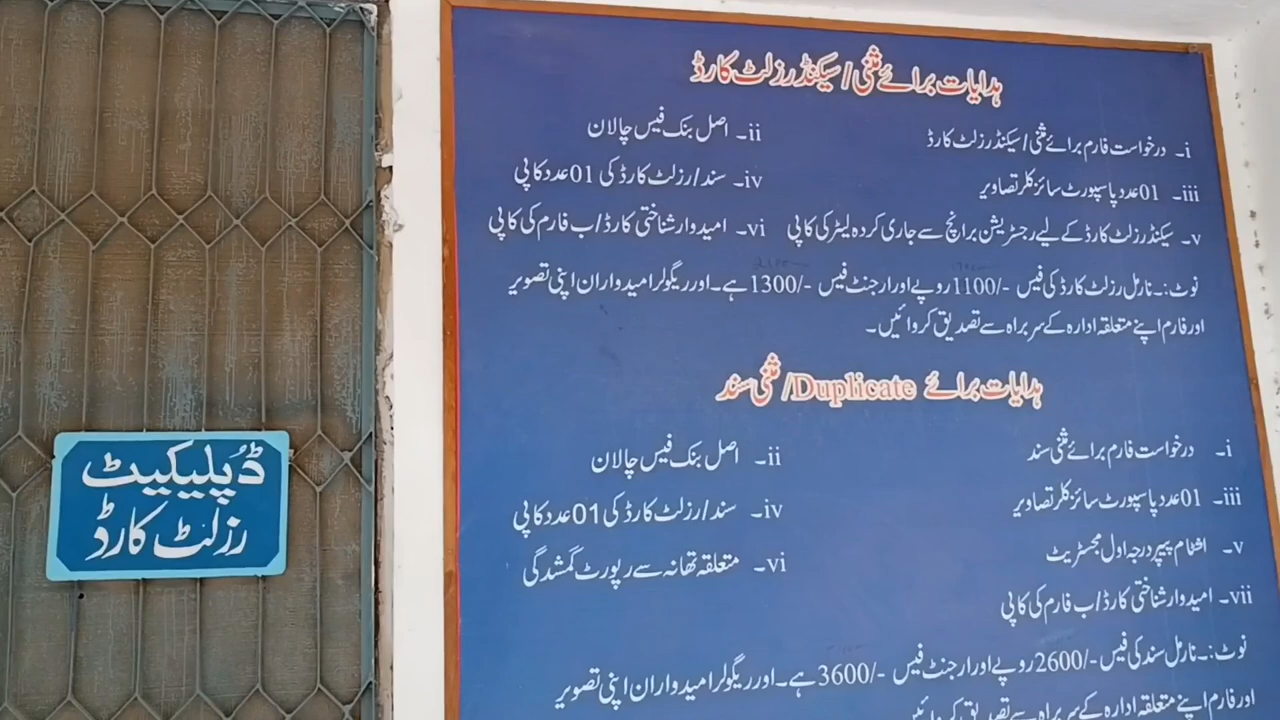 ہدایات برائے مثنیٰ/سیکنڈ رزلٹ کارڈ
i۔ درخواست فارم برائے مثنیٰ/سیکنڈ رزلٹ کارڈ ii۔ اصل بنک فیس چالان
iii۔ 01 عدد پاسپورٹ سائز کلر تصاویر iv۔ سند/رزلٹ کارڈ کی 01 عدد کاپی
v۔ سیکنڈ رزلٹ کارڈ کے لیے رجسٹریشن برانچ سے جاری کردہ لیٹر کی کاپی vi۔ امیدوار شناختی کارڈ/ب فارم کی کاپی
نوٹ:۔ نارمل رزلٹ کارڈ کی فیس -/1100 روپے اور ارجنٹ فیس -/1300 ہے۔ اور ریگولر امیدواران اپنی تصویر
اور فارم اپنے متعلقہ ادارہ کے سربراہ سے تصدیق کروائیں۔
ہدایات برائے Duplicate/مثنیٰ سند
i۔ درخواست فارم برائے مثنیٰ سند ii۔ اصل بنک فیس چالان
iii۔ 01 عدد پاسپورٹ سائز کلر تصاویر iv۔ سند/رزلٹ کارڈ کی 01 عدد کاپی
v۔ اشٹام پیپر درجہ اول مجسٹریٹ vi۔ متعلقہ تھانہ سے رپورٹ گمشدگی
vii۔ امیدوار شناختی کارڈ/ب فارم کی کاپی
نوٹ:۔ نارمل سند کی فیس -/2600 روپے اور ارجنٹ فیس -/3600 ہے۔ اور ریگولر امیدواران اپنی تصویر
اور فارم اپنے متعلقہ ادارہ کے سربراہ سے تصدیق کروائیں
ڈپلیکیٹ
رزلٹ کارڈ